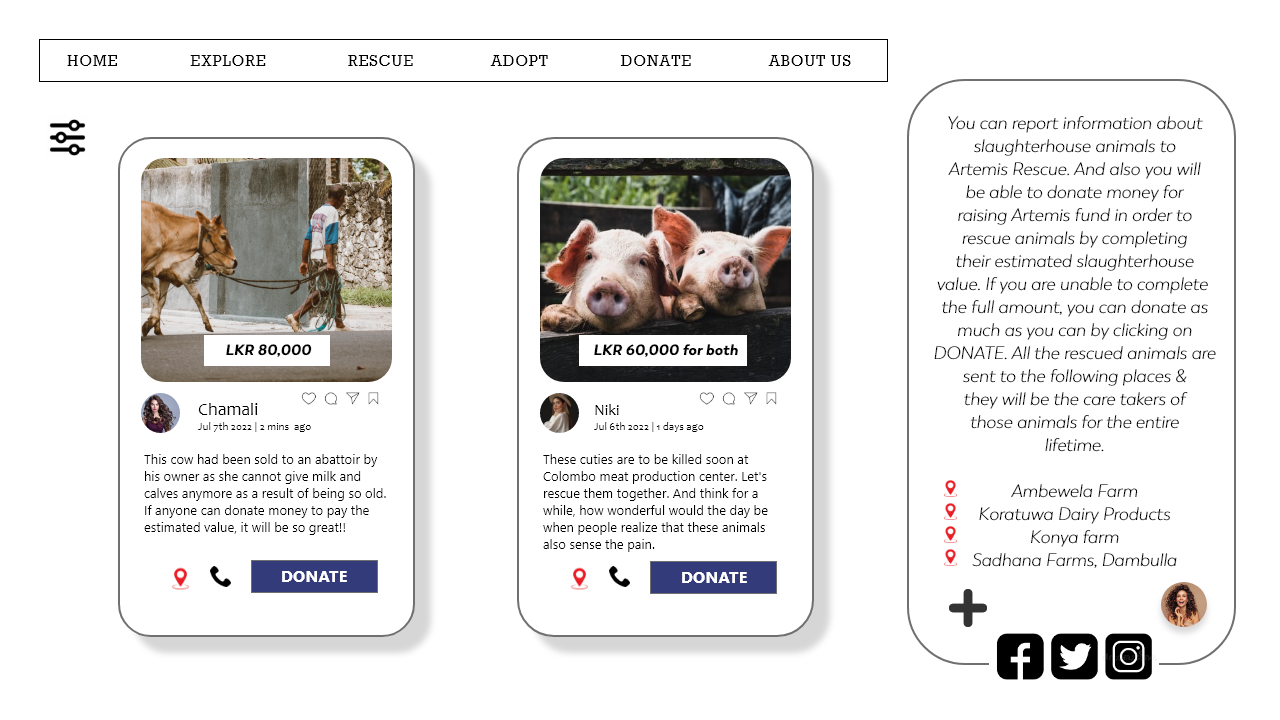 HOME EXPLORE RESCUE ADOPT DONATE ABOUT US
LKR 80,000
Chamali
Jul 7th 2022 | 2 mins ago
This cow had been sold to an abattoir by
his owner as she cannot give milk and
calves anymore as a result of being so old.
If anyone can donate money to pay the
estimated value, it will be so great!!
DONATE
LKR 60,000 for both
Niki
Jul 6th 2022 | 1 days ago
These cuties are to be killed soon at
Colombo meat production center. Let's
rescue them together. And think for a
while, how wonderful would the day be
when people realize that these animals
also sense the pain.
DONATE
You can report information about
slaughterhouse animals to
Artemis Rescue. And also you will
be able to donate money for
raising Artemis fund in order to
rescue animals by completing
their estimated slaughterhouse
value. If you are unable to complete
the full amount, you can donate as
much as you can by clicking on
DONATE. All the rescued animals are
sent to the following places &
they will be the care takers of
those animals for the entire
lifetime.
Ambewela Farm
Koratuwa Dairy Products
Konya farm
Sadhana Farms, Dambulla